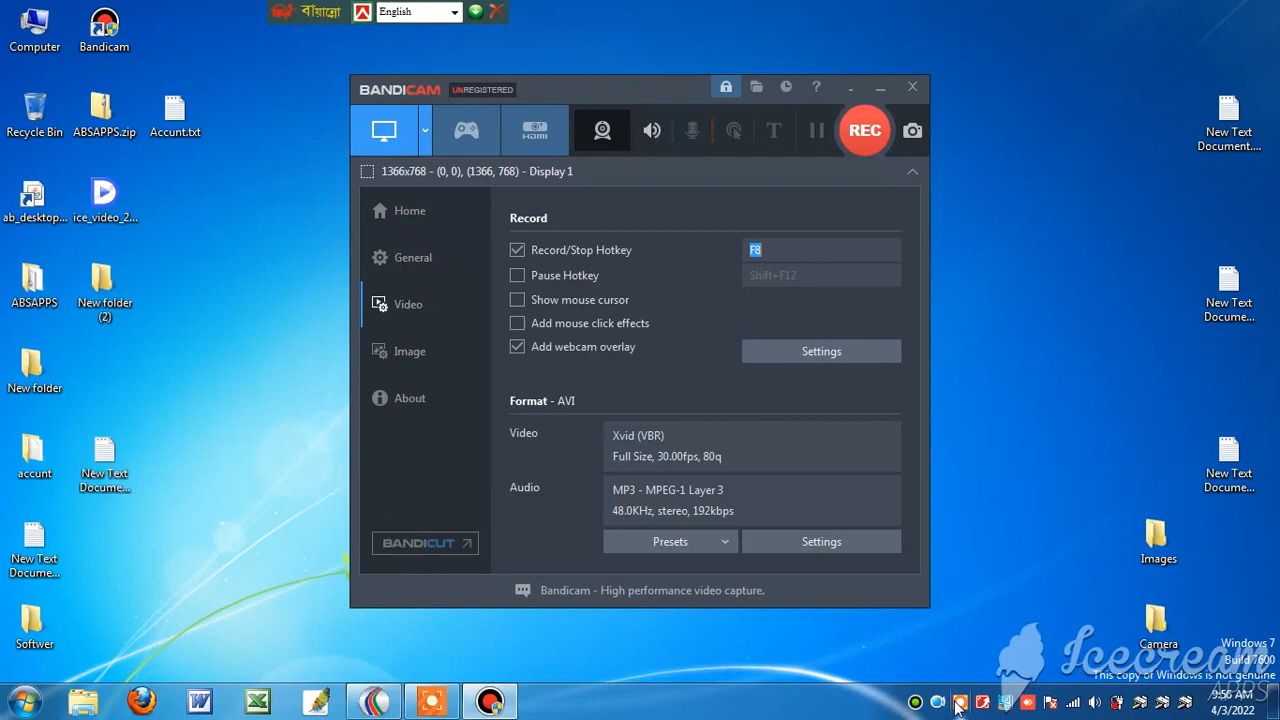 বায়ান্নো
English
Computer
Bandicam
Recycle Bin
ABSAPPS.zip
Accunt.txt
ab_desktop...
ice_video_2...
ABSAPPS
New folder
(2)
New folder
accunt
New Text
Docume...
New Text
Docume...
Softwer
BANDICAM UNREGISTERED
HDMI
REC
1366x768 - (0, 0), (1366, 768) - Display 1
Home
General
Video
Image
About
BANDICUT
Record
Record/Stop Hotkey
F8
Pause Hotkey
Shift+F12
Show mouse cursor
Add mouse click effects
Add webcam overlay
Settings
Format - AVI
Video
Xvid (VBR)
Full Size, 30.00fps, 80q
Audio
MP3 - MPEG-1 Layer 3
48.0KHz, stereo, 192kbps
Presets
Settings
Bandicam - High performance video capture.
New Text
Document....
New Text
Docume...
New Text
Docume...
Images
Camera
Windows 7
Build 7600
This copy of Windows is not genuine
Icecream
APPS
9:56 AM
4/3/2022